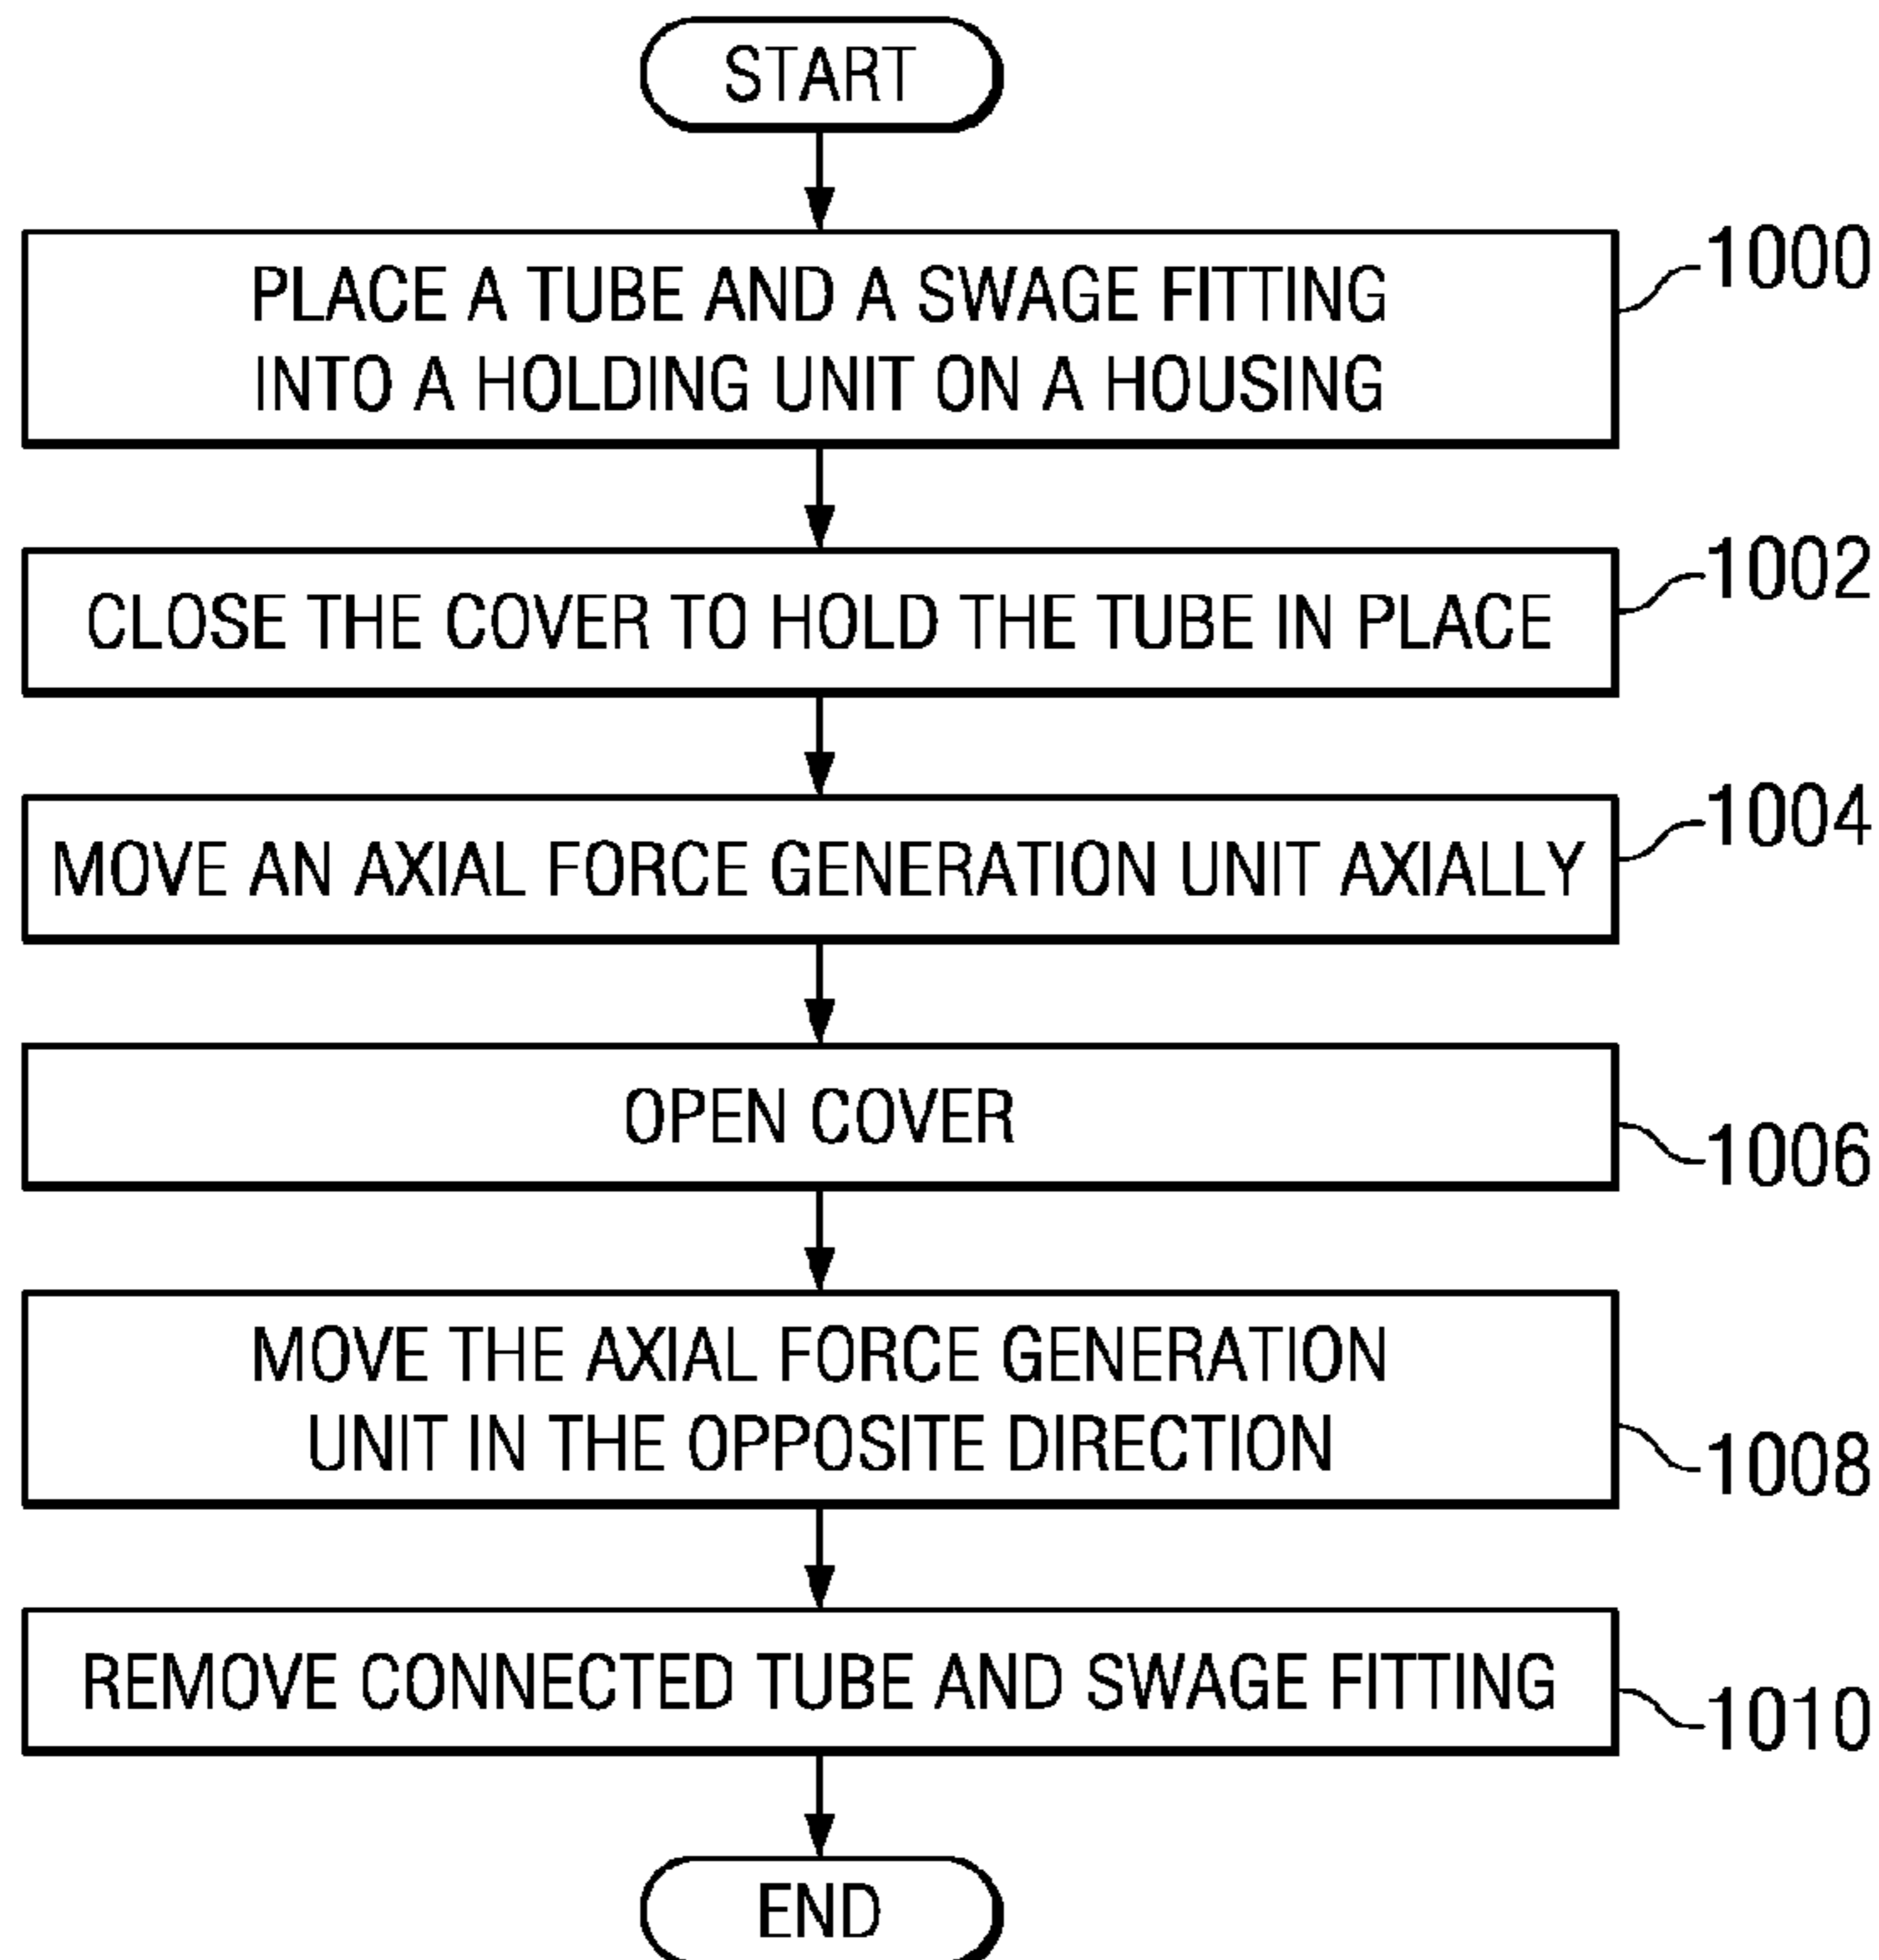 START
PLACE A TUBE AND A SWAGE FITTING
INTO A HOLDING UNIT ON A HOUSING
1000
CLOSE THE COVER TO HOLD THE TUBE IN PLACE
1002
MOVE AN AXIAL FORCE GENERATION UNIT AXIALLY
1004
OPEN COVER
1006
MOVE THE AXIAL FORCE GENERATION
UNIT IN THE OPPOSITE DIRECTION
1008
REMOVE CONNECTED TUBE AND SWAGE FITTING
1010
END